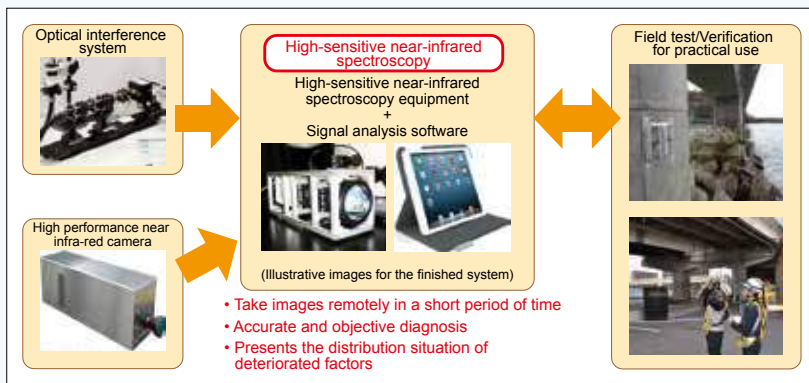 Optical interference
system
High performance near
infra-red camera
High-sensitive near-infrared
spectroscopy
High-sensitive near-infrared
spectroscopy equipment
+
Signal analysis software
(Illustrative images for the finished system)
• Take images remotely in a short period of time
• Accurate and objective diagnosis
• Presents the distribution situation of
deteriorated factors
Field test/Verification
for practical use